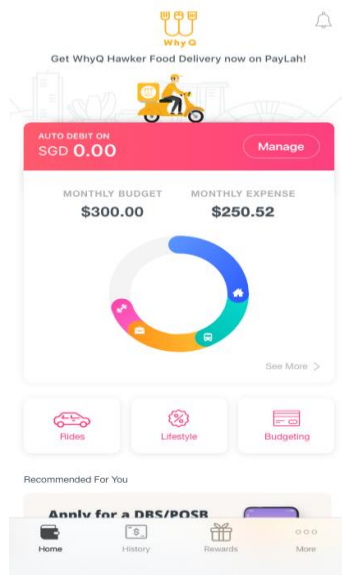 WhyQ
Get WhyQ Hawker Food Delivery now on PayLah!
AUTO DEBIT ON
SGD 0.00
Manage
MONTHLY BUDGET MONTHLY EXPENSE
$300.00 $250.52
See More >
Rides Lifestyle Budgeting
Recommended For You
Apply for a DBS/POSB
Home History Rewards More